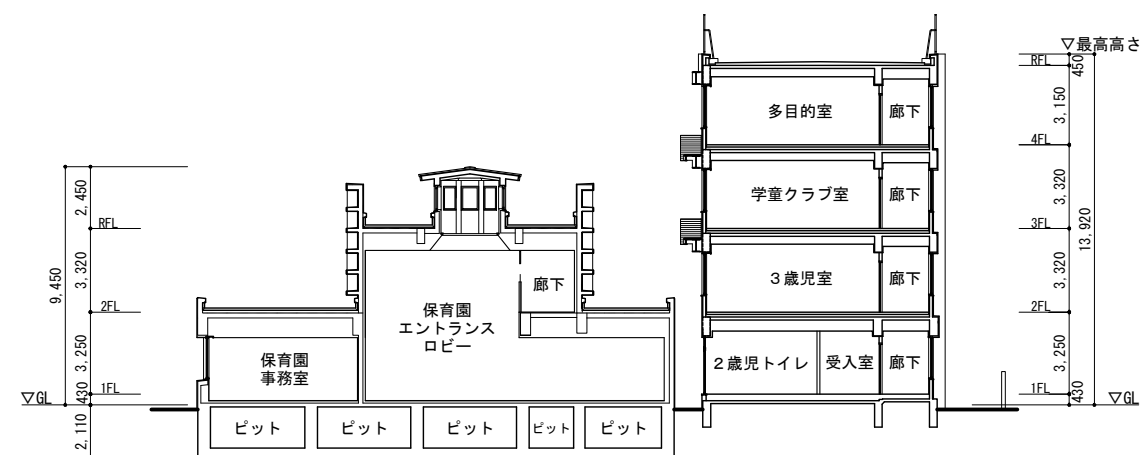 ▽最高高さ
RFL
450
多目的室
廊下
3,150
4FL
学童クラブ室
廊下
3,320
3FL
13,920
3歳児室
廊下
3,320
2FL
2歳児トイレ
受入室
廊下
3,250
1FL
430
▽GL
2,450
RFL
9,450
3,320
廊下
2FL
保育園
エントランス
ロビー
3,250
保育園
事務室
1FL
430
▽GL
2,110
ピット
ピット
ピット
ピット
ピット